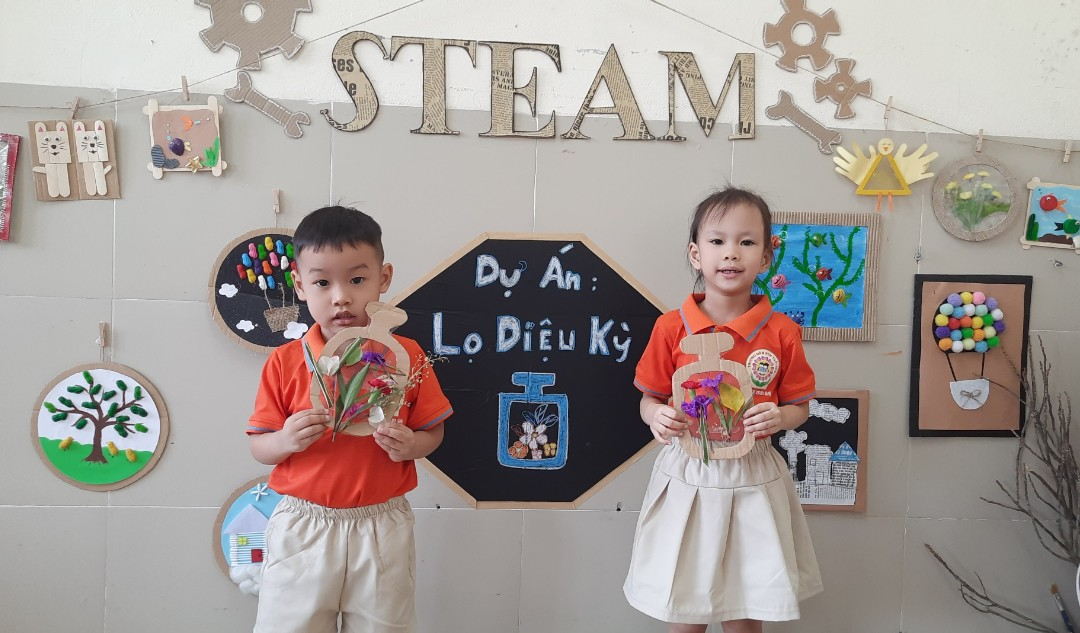 STEAM
Dự Án:
Lọ Diệu Kỳ